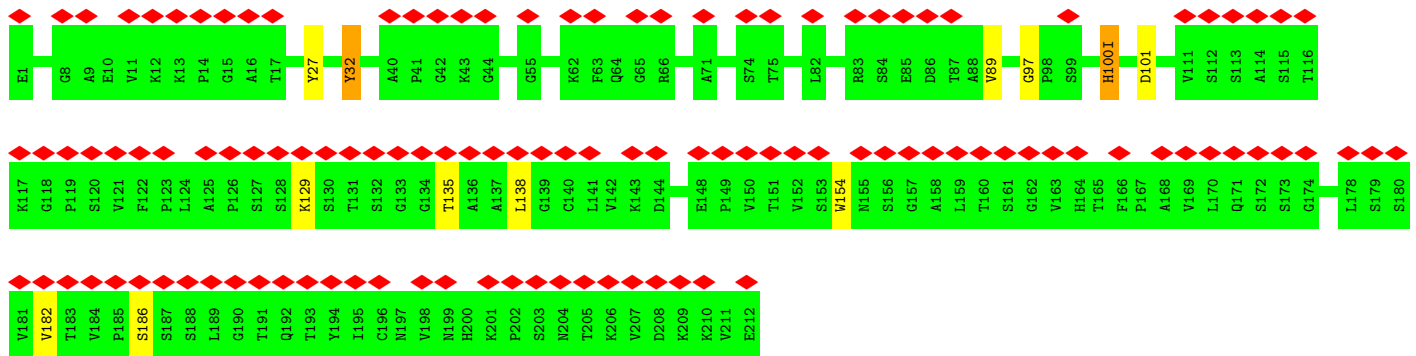 E1 G8 A9 E10 V11 K12 K13 P14 G15 A16 T17 Y27 Y32 A40 P41 G42 K43 G44 G55 K62 F63 Q64 G65 R66 A71 S74 T75 L82 R83 S84 E85 D86 T87 A88 V89 G97 P98 S99 H100I D101 V111 S112 S113 A114 S115 T116
K117 G118 P119 S120 V121 F122 P123 L124 A125 P126 S127 S128 K129 S130 T131 S132 G133 G134 T135 A136 A137 L138 G139 C140 L141 V142 K143 D144 E148 P149 V150 T151 V152 S153 W154 N155 S156 G157 A158 L159 T160 S161 G162 V163 H164 T165 F166 P167 A168 V169 L170 Q171 S172 S173 G174 L178 S179 S180
V181 V182 T183 V184 P185 S186 S187 S188 L189 G190 T191 Q192 T193 Y194 I195 C196 N197 V198 N199 H200 K201 P202 S203 N204 T205 K206 V207 D208 K209 K210 V211 E212